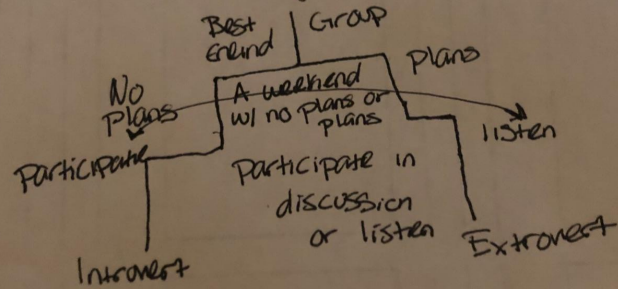 Best Group
Freind
Plans
No
Plans
A weekend
w/ no plans or
plans
Participate
listen
Participate in
discussion
or listen
Introvert
Extrovert